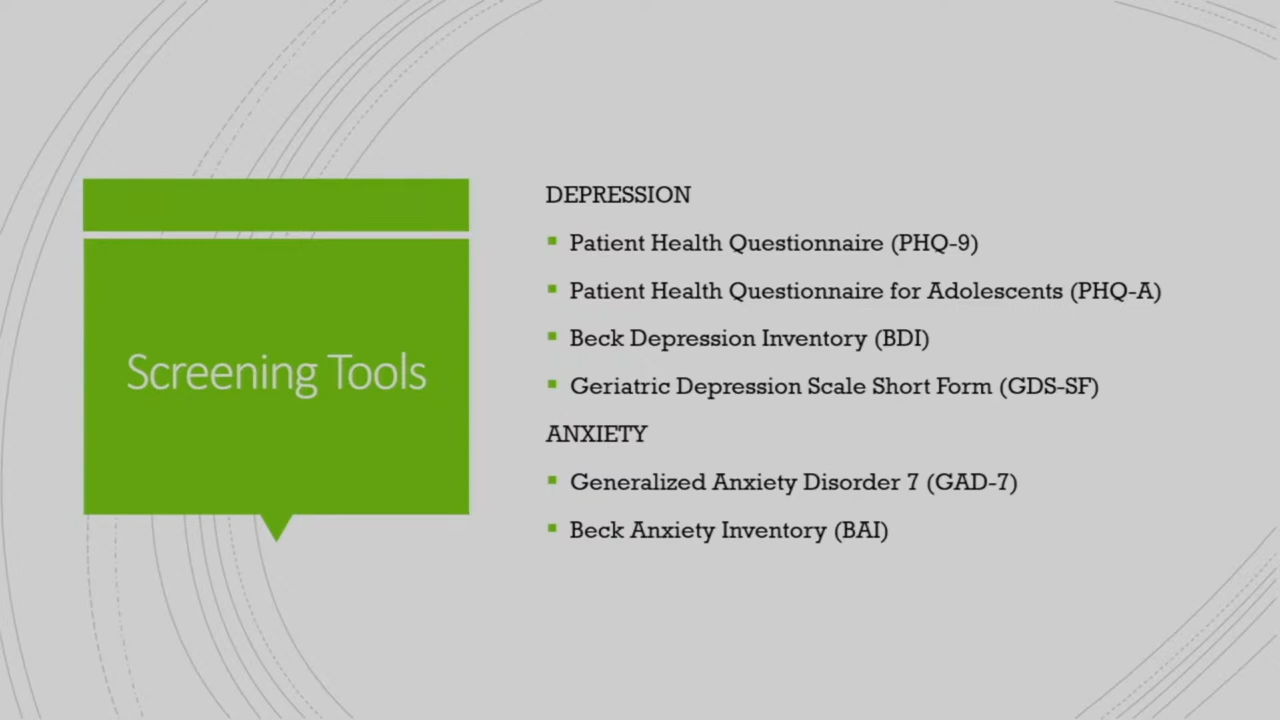 Screening Tools
DEPRESSION
Patient Health Questionnaire (PHQ-9)
Patient Health Questionnaire for Adolescents (PHQ-A)
Beck Depression Inventory (BDI)
Geriatric Depression Scale Short Form (GDS-SF)
ANXIETY
Generalized Anxiety Disorder 7 (GAD-7)
Beck Anxiety Inventory (BAI)